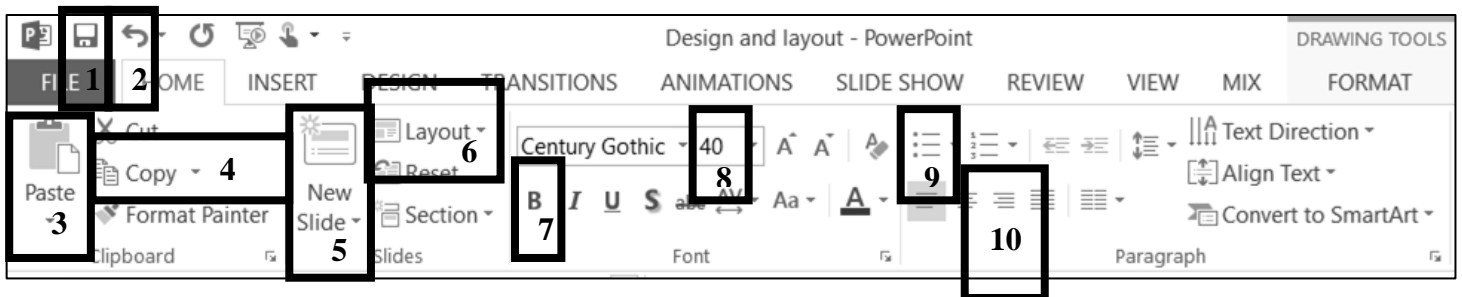 Design and layout - PowerPoint DRAWING TOOLS
FILE 1 2 HOME INSERT DESIGN TRANSITIONS ANIMATIONS SLIDE SHOW REVIEW VIEW MIX FORMAT
Cut Layout Century Gothic 40 Text Direction
Paste Copy 4 New Reset 6 8 9 Align Text
3 Format Painter Slide Section B I U S abc AV Aa A Convert to SmartArt
5 7 10
Clipboard Slides Font Paragraph